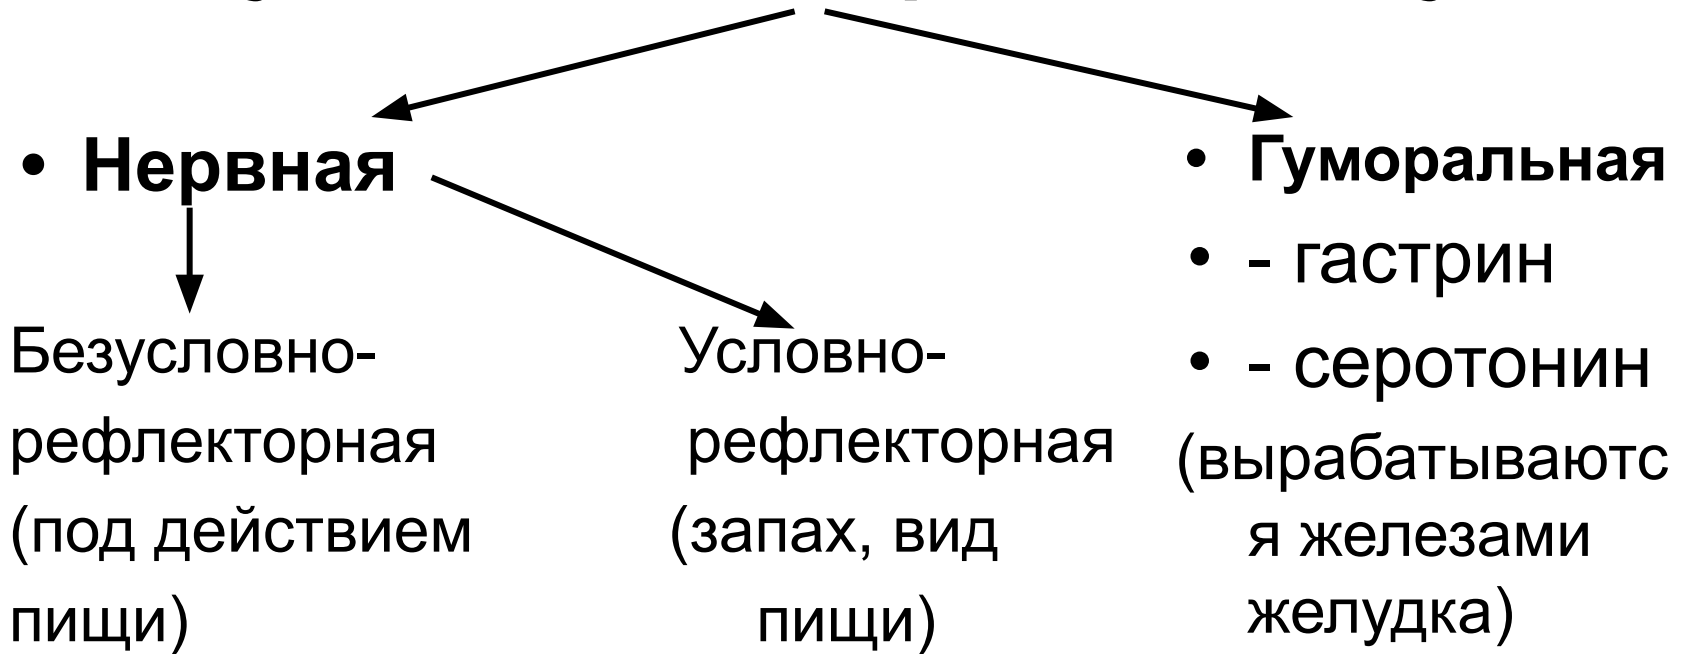 • Нервная
Безусловно-
рефлекторная
(под действием
пищи)
Условно-
рефлекторная
(запах, вид
пищи)
• Гуморальная
• - гастрин
• - серотонин
(вырабатываютс
я железами
желудка)